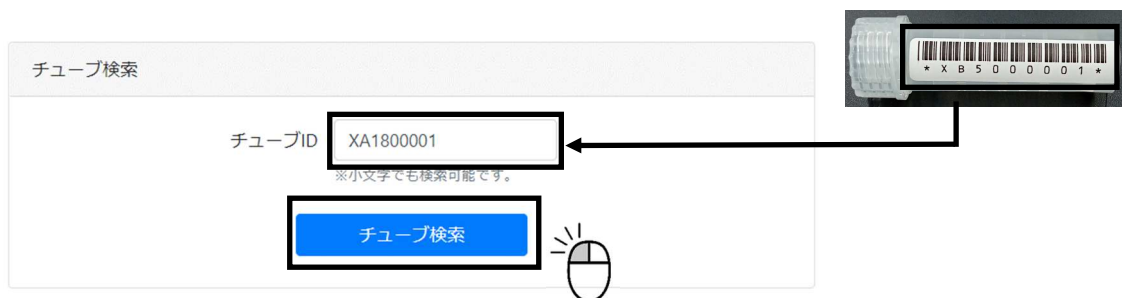 チューブ検索
チューブID
XA1800001
※小文字でも検索可能です。
チューブ検索
* X B 5 0 0 0 0 0 1 *